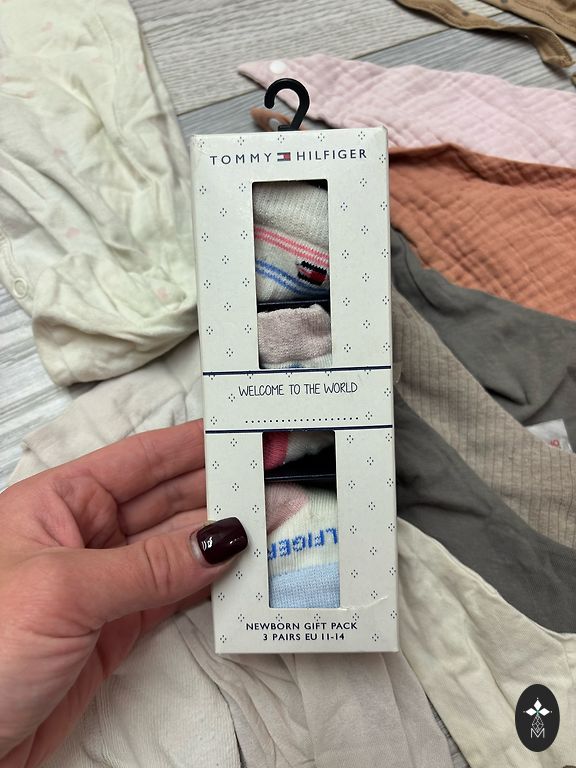 TOMMY HILFIGER
WELCOME TO THE WORLD
LFIGER
NEWBORN GIFT PACK
3 PAIRS EU 11-14
M